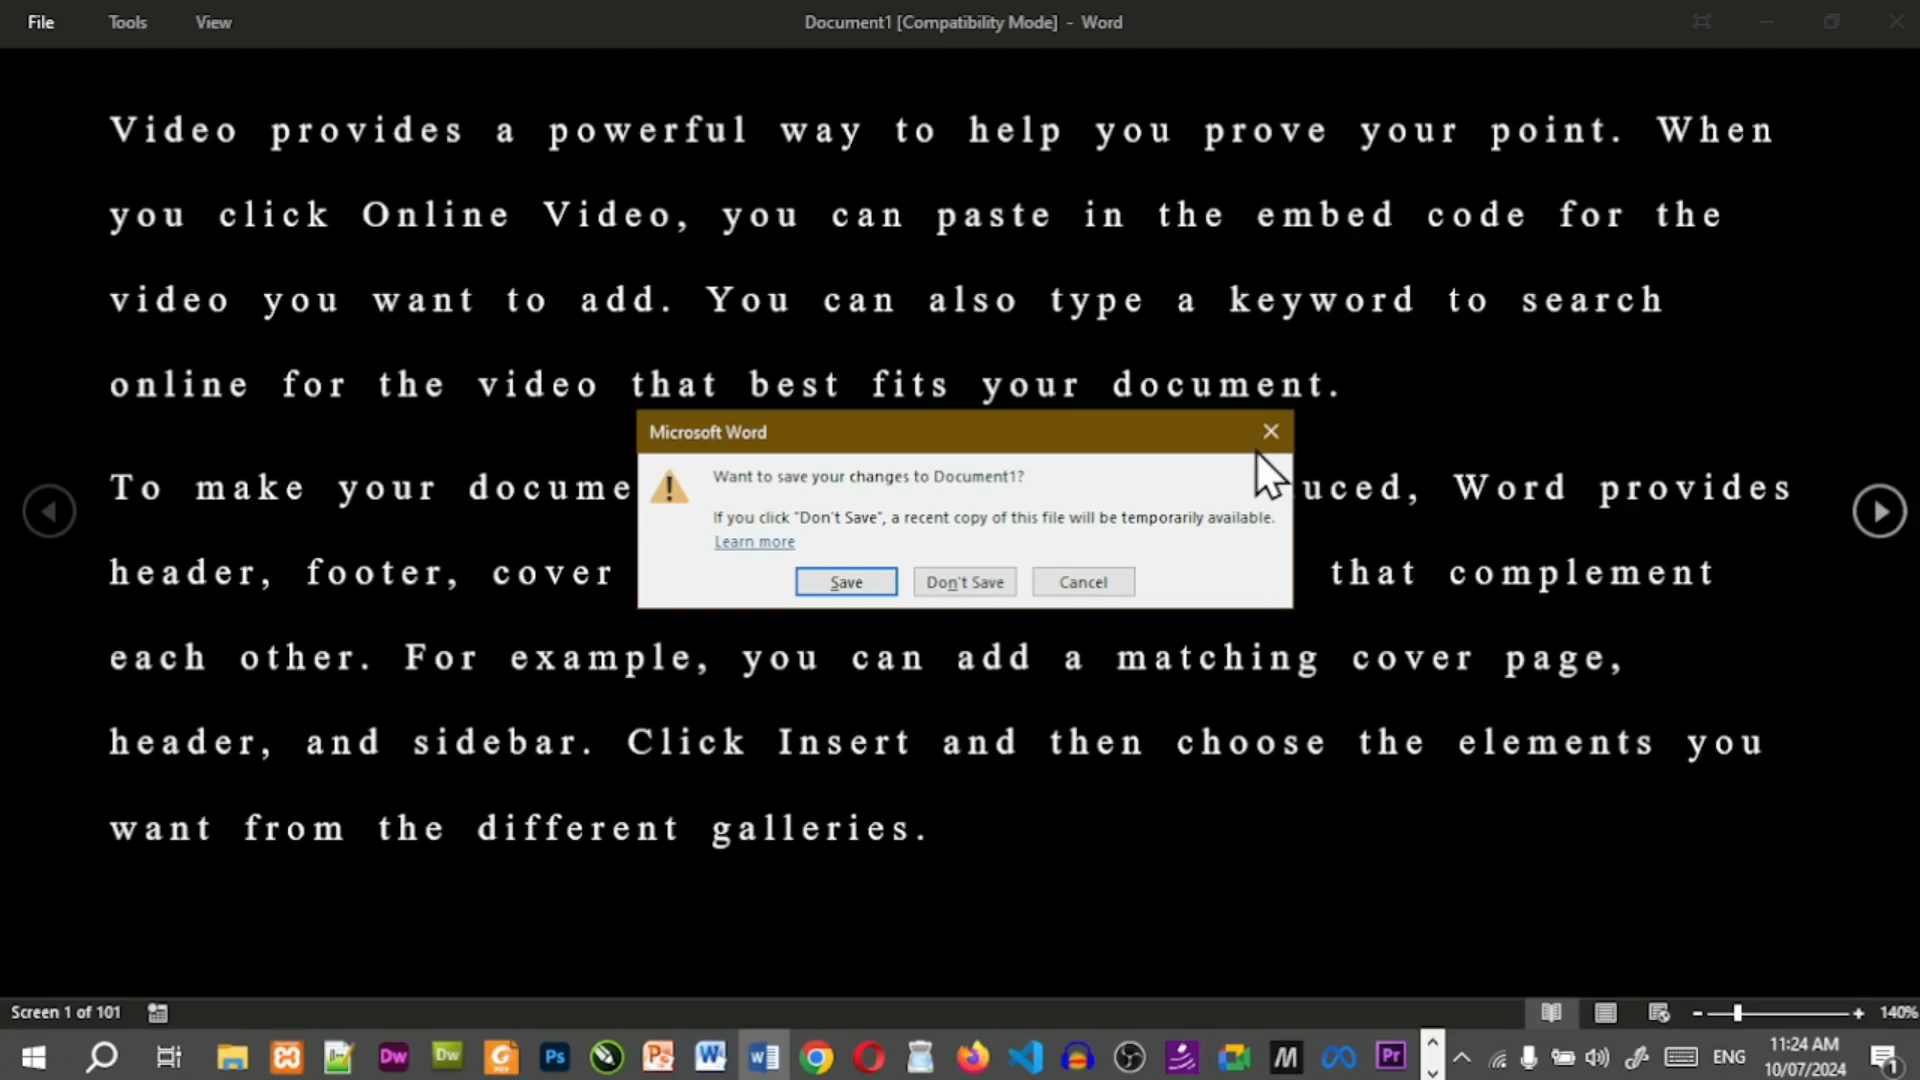 File Tools View Document1 [Compatibility Mode] - Word
Video provides a powerful way to help you prove your point. When
you click Online Video, you can paste in the embed code for the
video you want to add. You can also type a keyword to search
online for the video that best fits your document.
Microsoft Word
Want to save your changes to Document1?
If you click "Don't Save", a recent copy of this file will be temporarily available.
Learn more
Save Don't Save Cancel
To make your docume uced, Word provides
header, footer, cover that complement
each other. For example, you can add a matching cover page,
header, and sidebar. Click Insert and then choose the elements you
want from the different galleries.
Screen 1 of 101 140%
Dw Dw Ps Pr ENG 11:24 AM
10/07/2024 1